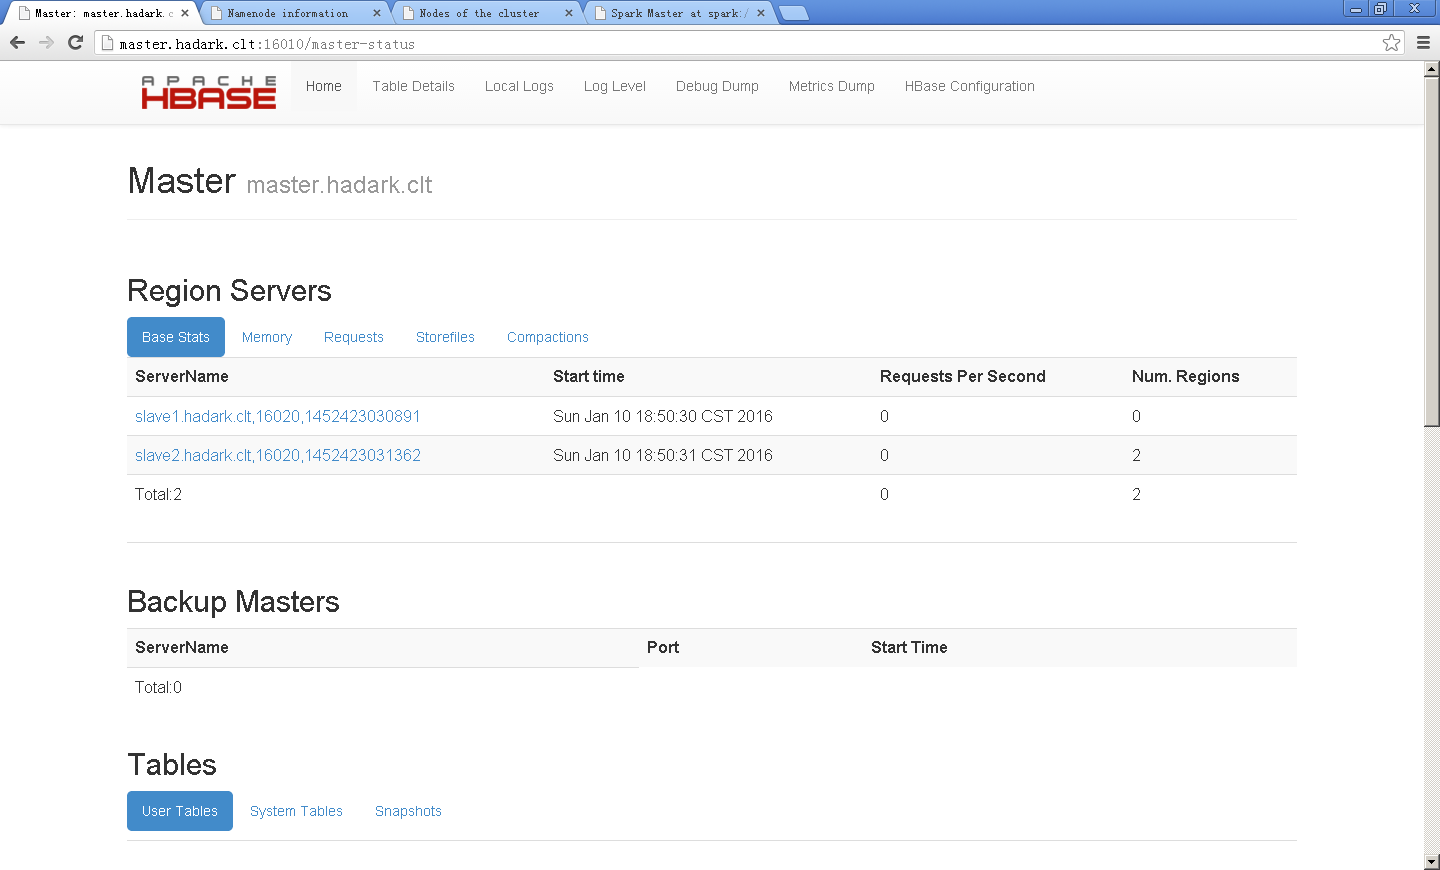 Master: master.hadark.c
Namenode information
Nodes of the cluster
Spark Master at spark:/
master.hadark.clt:16010/master-status
APACHE
HBASE
Home
Table Details
Local Logs
Log Level
Debug Dump
Metrics Dump
HBase Configuration
Master master.hadark.clt
Region Servers
Base Stats
Memory
Requests
Storefiles
Compactions
ServerName Start time Requests Per Second Num. Regions
slave1.hadark.clt,16020,1452423030891 Sun Jan 10 18:50:30 CST 2016 0 0
slave2.hadark.clt,16020,1452423031362 Sun Jan 10 18:50:31 CST 2016 0 2
Total:2 0 2
Backup Masters
ServerName Port Start Time
Total:0
Tables
User Tables
System Tables
Snapshots